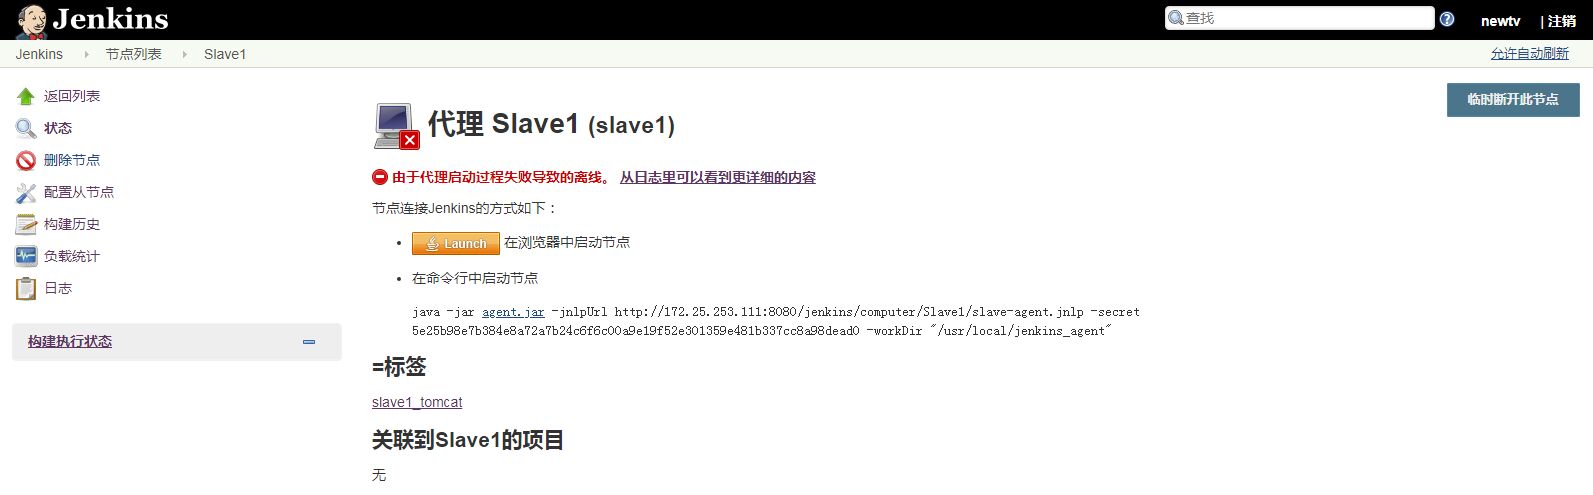 Jenkins
查找
newtv
| 注销
Jenkins
节点列表
Slave1
允许自动刷新
返回列表
状态
删除节点
配置从节点
构建历史
负载统计
日志
构建执行状态
临时断开此节点
代理 Slave1 (slave1)
由于代理启动过程失败导致的离线。 从日志里可以看到更详细的内容
节点连接Jenkins的方式如下：
Launch 在浏览器中启动节点
在命令行中启动节点
java -jar agent.jar -jnlpUrl http://172.25.253.111:8080/jenkins/computer/Slave1/slave-agent.jnlp -secret
5e25b98e7b384e8a72a7b24c6f6c00a9e19f52e301359e481b337cc8a98dead0 -workDir "/usr/local/jenkins_agent"
=标签
slave1_tomcat
关联到Slave1的项目
无